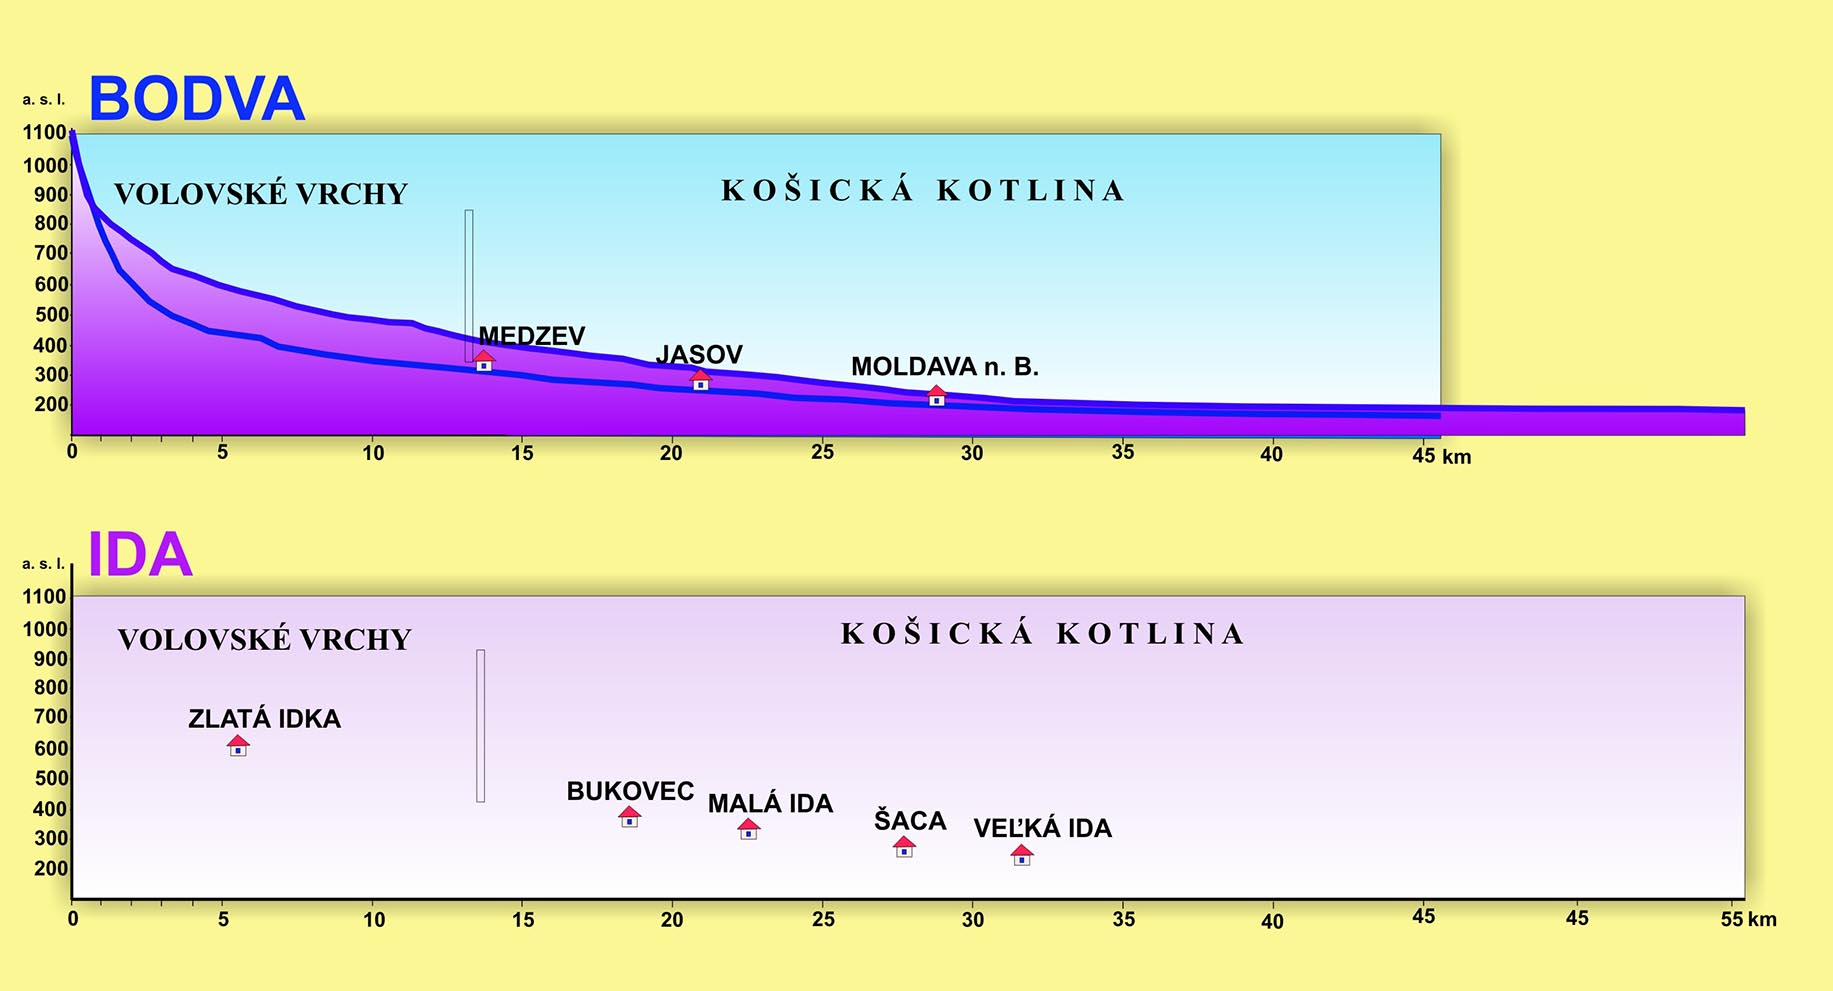 BODVA
a. s. l.
1100
1000
900
800
700
600
500
400
300
200
VOLOVSKÉ VRCHY
KOŠICKÁ KOTLINA
MEDZEV
JASOV
MOLDAVA n. B.
0 5 10 15 20 25 30 35 40 45 km
IDA
a. s. l.
1100
1000
900
800
700
600
500
400
300
200
VOLOVSKÉ VRCHY
KOŠICKÁ KOTLINA
ZLATÁ IDKA
BUKOVEC
MALÁ IDA
ŠACA
VEĽKÁ IDA
0 5 10 15 20 25 30 35 40 45 45 55 km